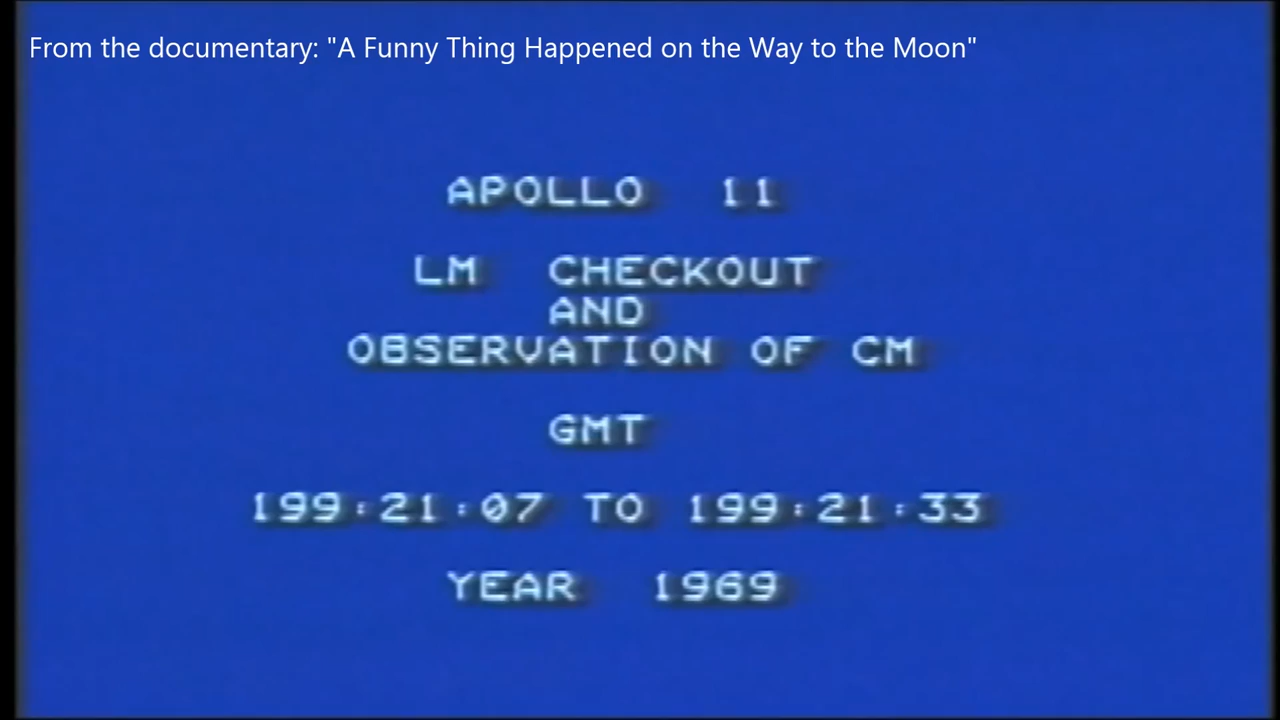 From the documentary: "A Funny Thing Happened on the Way to the Moon"
APOLLO 11
LM CHECKOUT
AND
OBSERVATION OF CM
GMT
199:21:07 TO 199:21:33
YEAR 1969